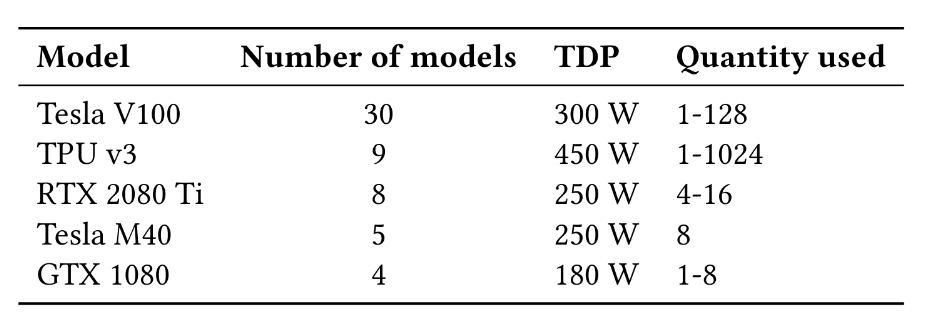 Model Number of models TDP Quantity used
Tesla V100 30 300 W 1-128
TPU v3 9 450 W 1-1024
RTX 2080 Ti 8 250 W 4-16
Tesla M40 5 250 W 8
GTX 1080 4 180 W 1-8